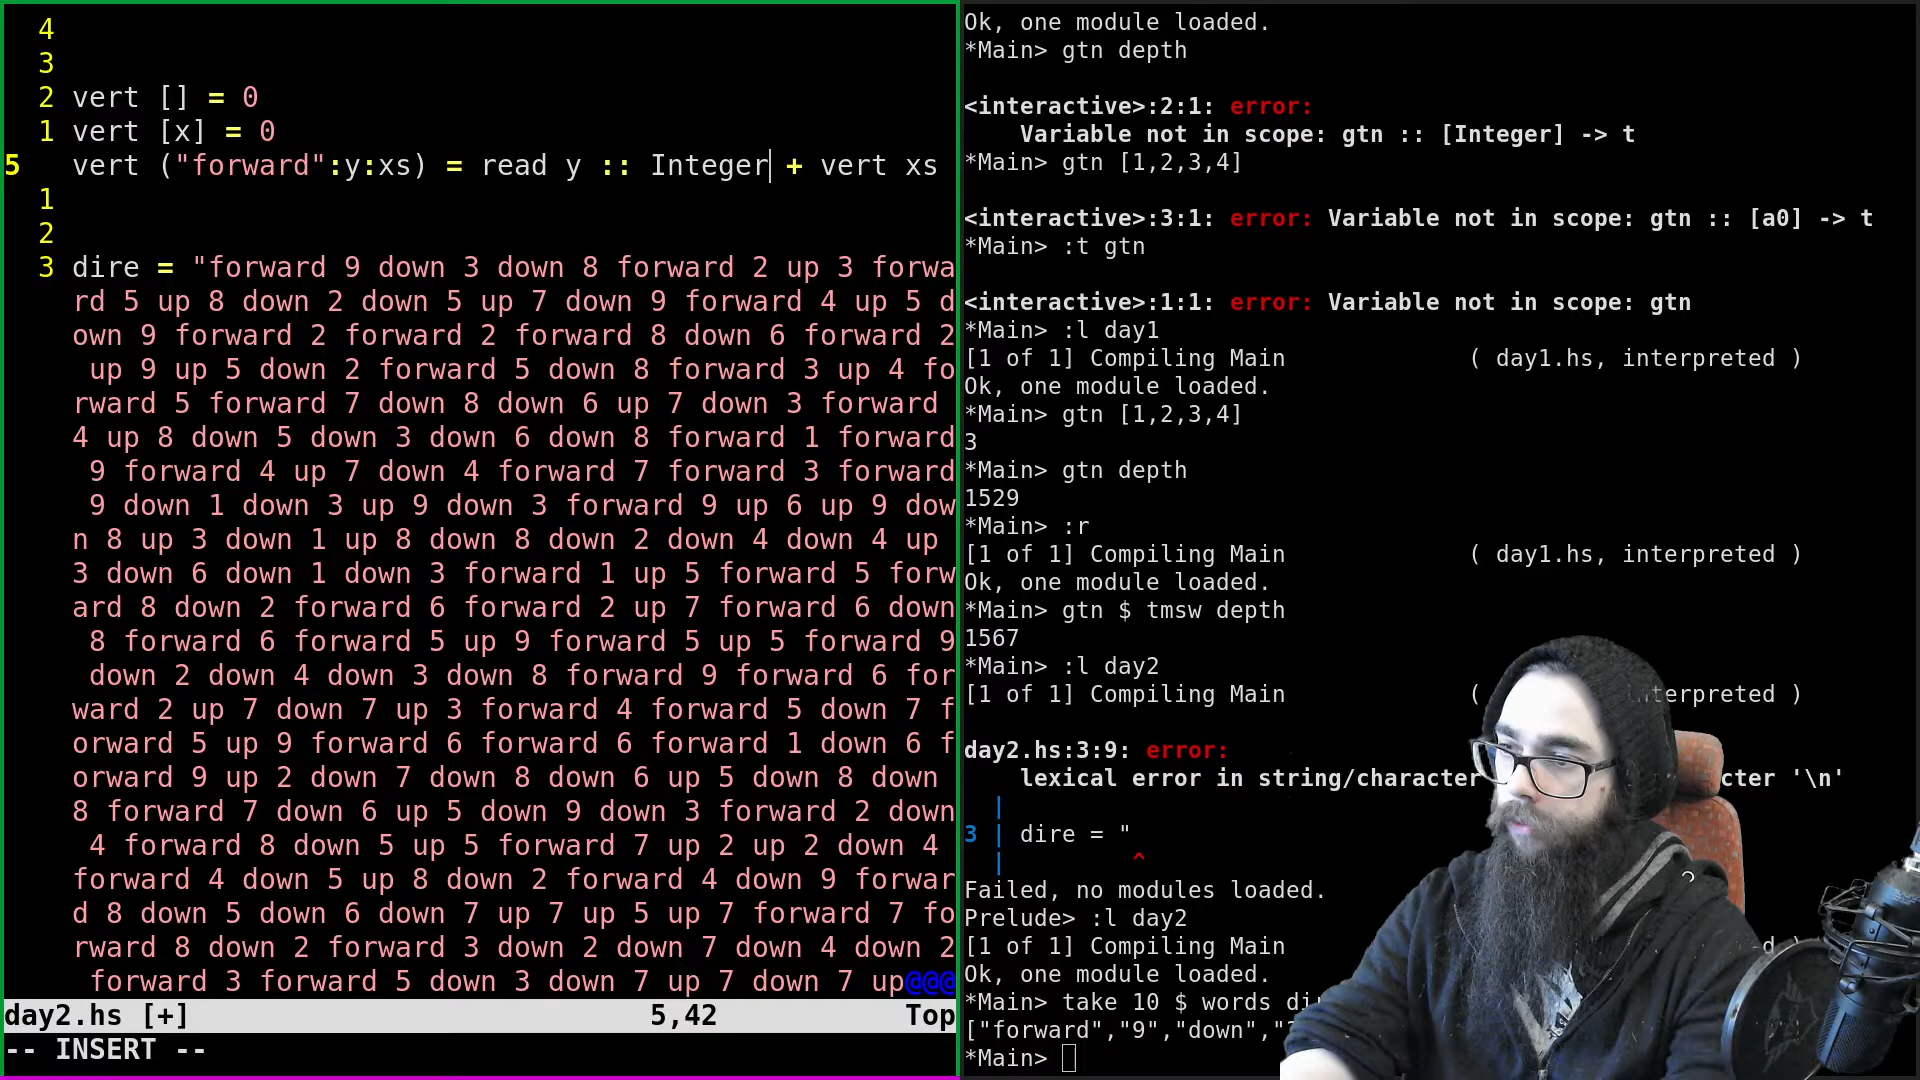 4
3
2 vert [] = 0
1 vert [x] = 0
5 vert ("forward":y:xs) = read y :: Integer + vert xs
1
2
3 dire = "forward 9 down 3 down 8 forward 2 up 3 forwa
rd 5 up 8 down 2 down 5 up 7 down 9 forward 4 up 5 d
own 9 forward 2 forward 2 forward 8 down 6 forward 2
up 9 up 5 down 2 forward 5 down 8 forward 3 up 4 fo
rward 5 forward 7 down 8 down 6 up 7 down 3 forward
4 up 8 down 5 down 3 down 6 down 8 forward 1 forward
9 forward 4 up 7 down 4 forward 7 forward 3 forward
9 down 1 down 3 up 9 down 3 forward 9 up 6 up 9 dow
n 8 up 3 down 1 up 8 down 8 down 2 down 4 down 4 up
3 down 6 down 1 down 3 forward 1 up 5 forward 5 forw
ard 8 down 2 forward 6 forward 2 up 7 forward 6 down
8 forward 6 forward 5 up 9 forward 5 up 5 forward 9
down 2 down 4 down 3 down 8 forward 9 forward 6 for
ward 2 up 7 down 7 up 3 forward 4 forward 5 down 7 f
orward 5 up 9 forward 6 forward 6 forward 1 down 6 f
orward 9 up 2 down 7 down 8 down 6 up 5 down 8 down
8 forward 7 down 6 up 5 down 9 down 3 forward 2 down
4 forward 8 down 5 up 5 forward 7 up 2 up 2 down 4
forward 4 down 5 up 8 down 2 forward 4 down 9 forwar
d 8 down 5 down 6 down 7 up 7 up 5 up 7 forward 7 fo
rward 8 down 2 forward 3 down 2 down 7 down 4 down 2
forward 3 forward 5 down 3 down 7 up 7 down 7 up@@@
day2.hs [+] 5,42 Top
-- INSERT --
Ok, one module loaded.
*Main> gtn depth
<interactive>:2:1: error:
Variable not in scope: gtn :: [Integer] -> t
*Main> gtn [1,2,3,4]
<interactive>:3:1: error: Variable not in scope: gtn :: [a0] -> t
*Main> :t gtn
<interactive>:1:1: error: Variable not in scope: gtn
*Main> :l day1
[1 of 1] Compiling Main ( day1.hs, interpreted )
Ok, one module loaded.
*Main> gtn [1,2,3,4]
3
*Main> gtn depth
1529
*Main> :r
[1 of 1] Compiling Main ( day1.hs, interpreted )
Ok, one module loaded.
*Main> gtn $ tmsw depth
1567
*Main> :l day2
[1 of 1] Compiling Main ( terpreted )
day2.hs:3:9: error:
lexical error in string/character cter '\n'
|
3 | dire = "
| ^
Failed, no modules loaded.
Prelude> :l day2
[1 of 1] Compiling Main
Ok, one module loaded.
*Main> take 10 $ words di
["forward","9","down","
*Main>